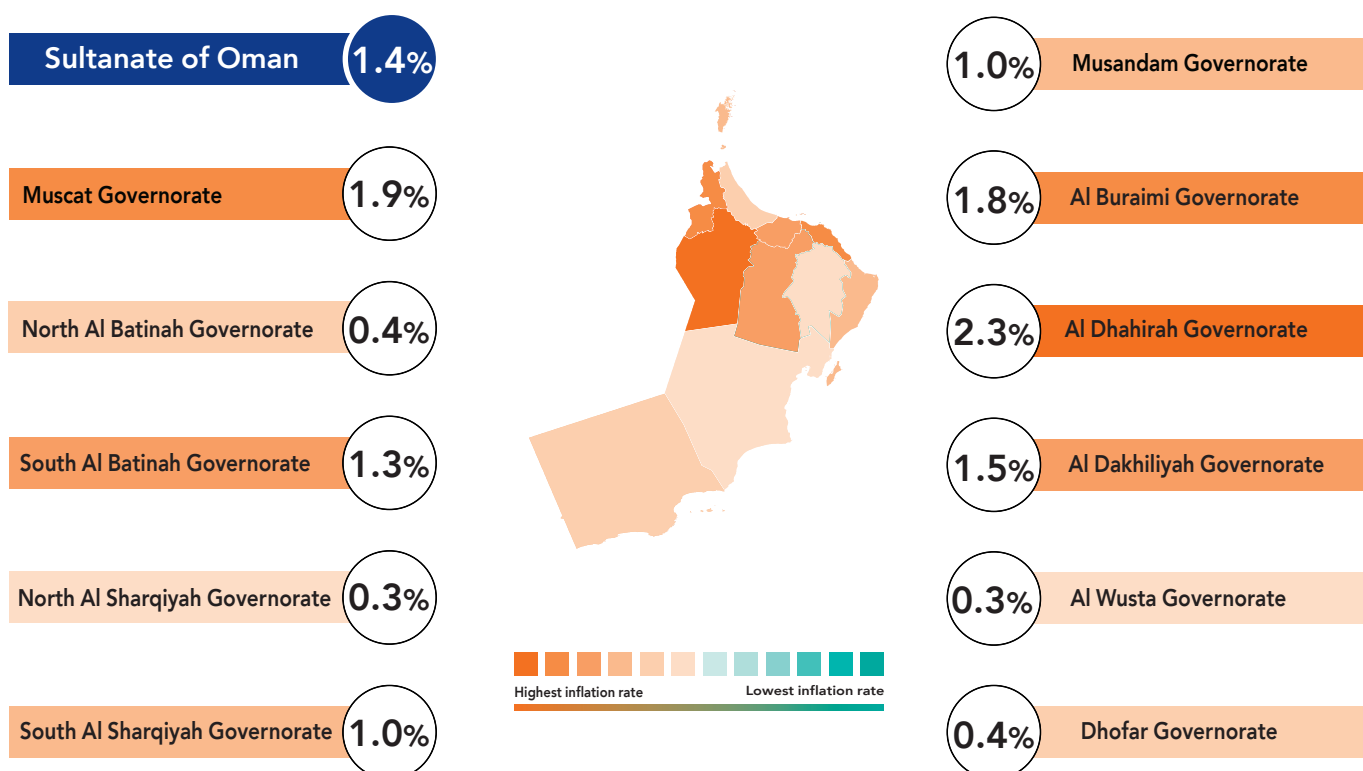 Sultanate of Oman 1.4%
Muscat Governorate 1.9%
North Al Batinah Governorate 0.4%
South Al Batinah Governorate 1.3%
North Al Sharqiyah Governorate 0.3%
South Al Sharqiyah Governorate 1.0%
1.0% Musandam Governorate
1.8% Al Buraimi Governorate
2.3% Al Dhahirah Governorate
1.5% Al Dakhiliyah Governorate
0.3% Al Wusta Governorate
0.4% Dhofar Governorate
Highest inflation rate
Lowest inflation rate